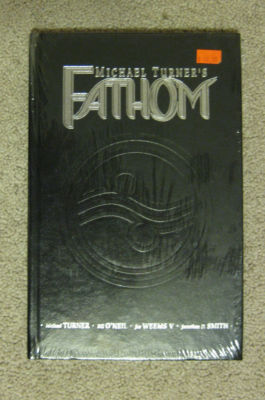 MICHAEL TURNER'S
FATHOM
michael TURNER · bill O'NEIL · joe WEEMS V · jonathan D. SMITH